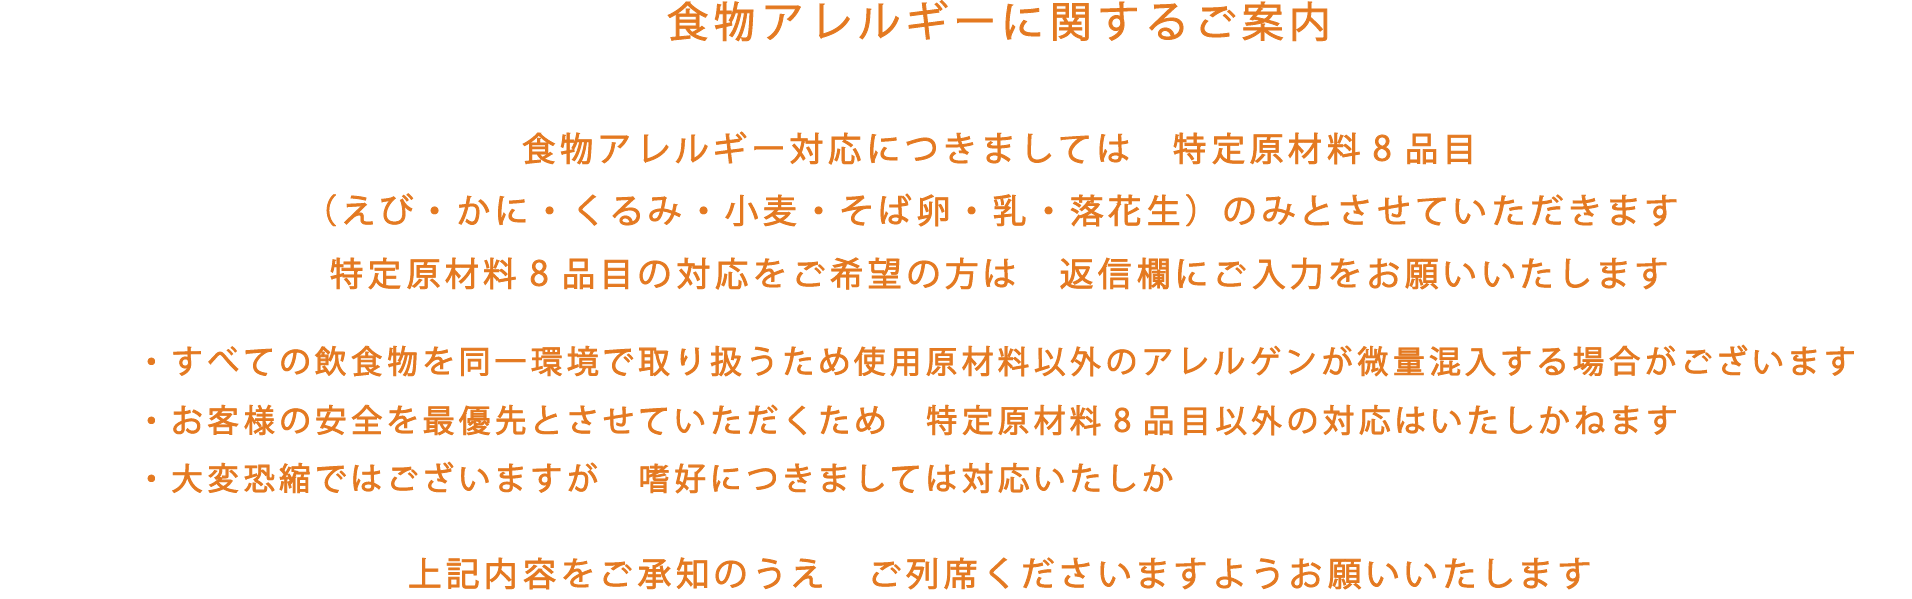 食物アレルギーに関するご案内
食物アレルギー対応につきましては　特定原材料8品目
（えび・かに・くるみ・小麦・そば卵・乳・落花生）のみとさせていただきます
特定原材料8品目の対応をご希望の方は　返信欄にご入力をお願いいたします
・すべての飲食物を同一環境で取り扱うため使用原材料以外のアレルゲンが微量混入する場合がございます
・お客様の安全を最優先とさせていただくため　特定原材料8品目以外の対応はいたしかねます
・大変恐縮ではございますが　嗜好につきましては対応いたしか
上記内容をご承知のうえ　ご列席くださいますようお願いいたします